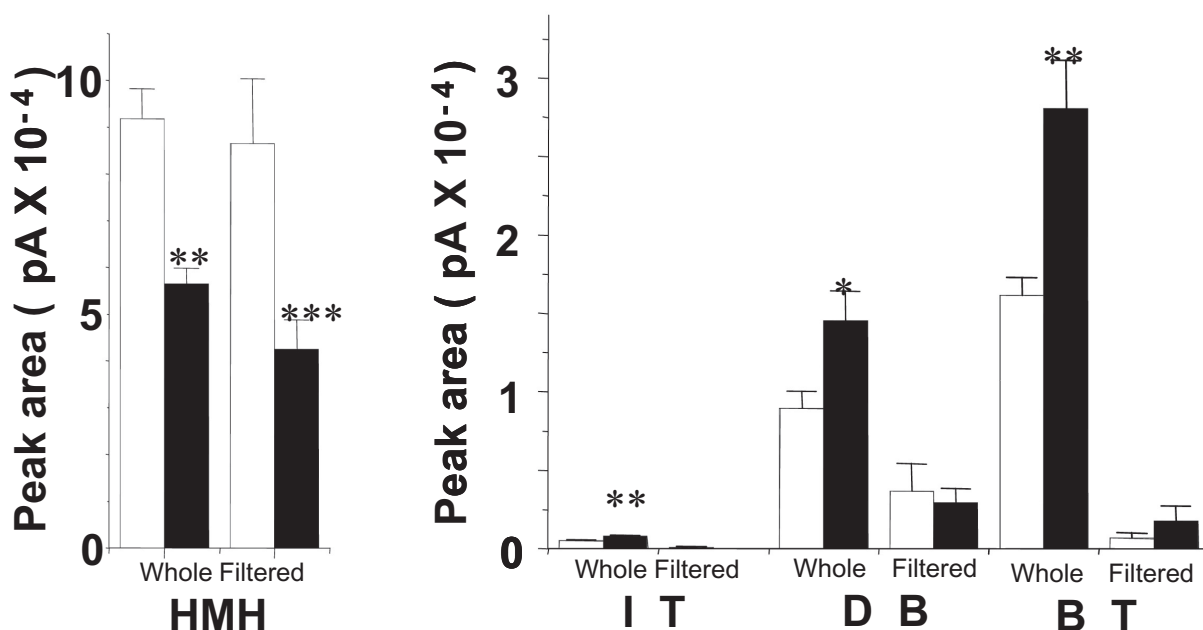 Peak area ( pA X 10⁻⁴)
10
5
0
**
***
Whole Filtered
HMH
Peak area ( pA X 10⁻⁴)
3
2
1
0
**
*
**
Whole Filtered
Whole Filtered
Whole Filtered
I T
D B
B T